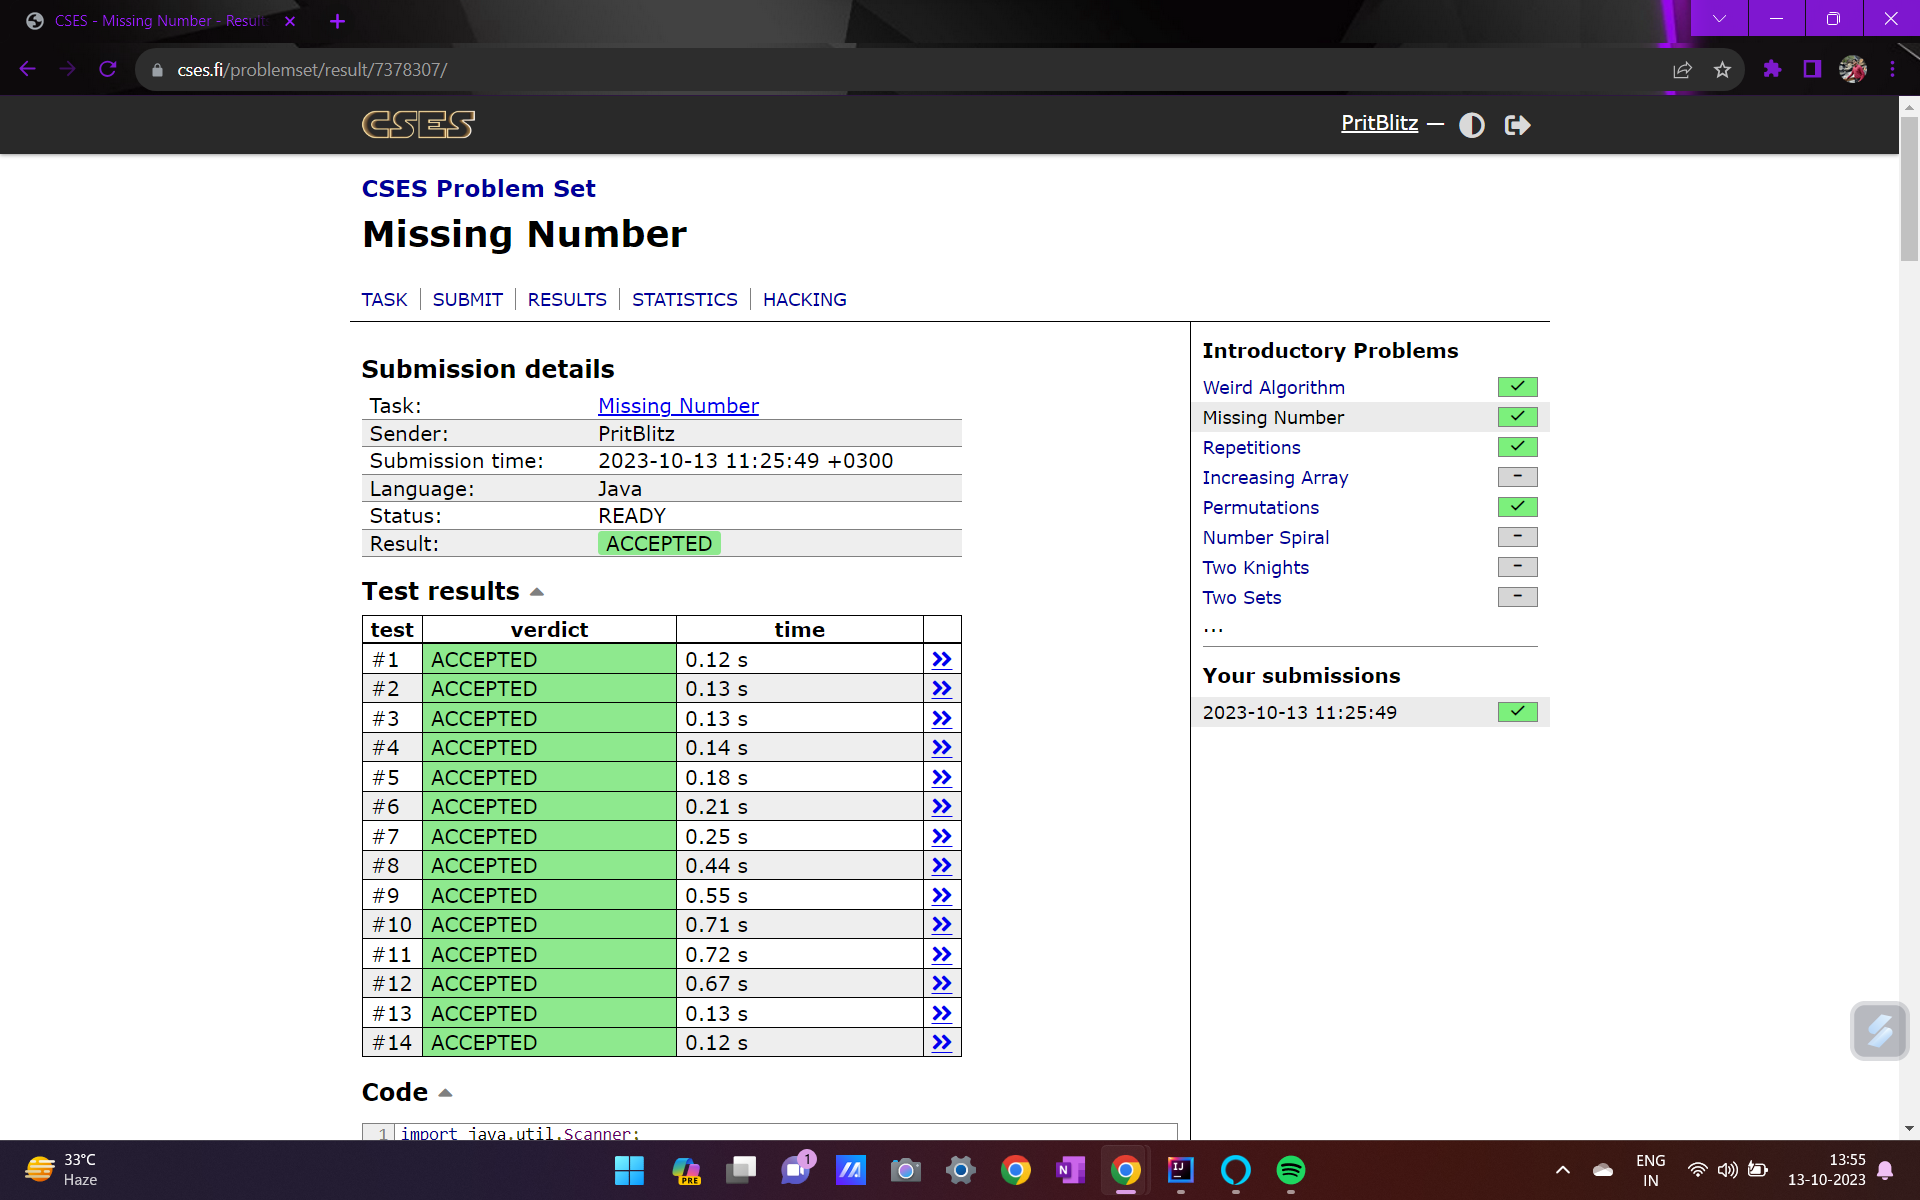 CSES - Missing Number - Result
cses.fi/problemset/result/7378307/
CSES
PritBlitz —
CSES Problem Set
Missing Number
TASK | SUBMIT | RESULTS | STATISTICS | HACKING
Submission details
Task: Missing Number
Sender: PritBlitz
Submission time: 2023-10-13 11:25:49 +0300
Language: Java
Status: READY
Result: ACCEPTED
Test results
test verdict time
#1 ACCEPTED 0.12 s »
#2 ACCEPTED 0.13 s »
#3 ACCEPTED 0.13 s »
#4 ACCEPTED 0.14 s »
#5 ACCEPTED 0.18 s »
#6 ACCEPTED 0.21 s »
#7 ACCEPTED 0.25 s »
#8 ACCEPTED 0.44 s »
#9 ACCEPTED 0.55 s »
#10 ACCEPTED 0.71 s »
#11 ACCEPTED 0.72 s »
#12 ACCEPTED 0.67 s »
#13 ACCEPTED 0.13 s »
#14 ACCEPTED 0.12 s »
Code
1 import java.util.Scanner;
Introductory Problems
Weird Algorithm
Missing Number
Repetitions
Increasing Array -
Permutations
Number Spiral -
Two Knights -
Two Sets -
...
Your submissions
2023-10-13 11:25:49
33°C
Haze
PRE
1
N
IJ
ENG
IN
13:55
13-10-2023